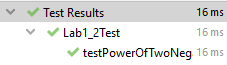 Test Results 16 ms
Lab1_2Test 16 ms
testPowerOfTwoNeg 16 ms